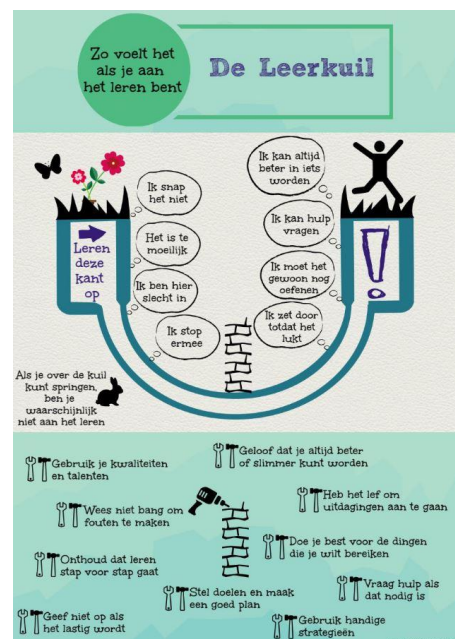 Zo voelt het
als je aan
het leren bent
De Leerkuil
Ik snap
het niet
Het is te
moeilijk
Ik ben hier
slecht in
Ik stop
ermee
Ik kan altijd
beter in iets
worden
Ik kan hulp
vragen
Ik moet het
gewoon nog
oefenen
Ik zet door
totdat het
lukt
Leren
deze
kant
op
!
Als je over de kuil
kunt springen,
ben je
waarschijnlijk
niet aan het leren
Gebruik je kwaliteiten
en talenten
Geloof dat je altijd beter
of slimmer kunt worden
Wees niet bang om
fouten te maken
Heb het lef om
uitdagingen aan te gaan
Onthoud dat leren
stap voor stap gaat
Doe je best voor de dingen
die je wilt bereiken
Stel doelen en maak
een goed plan
Vraag hulp als
dat nodig is
Geef niet op als
het lastig wordt
Gebruik handige
strategieën